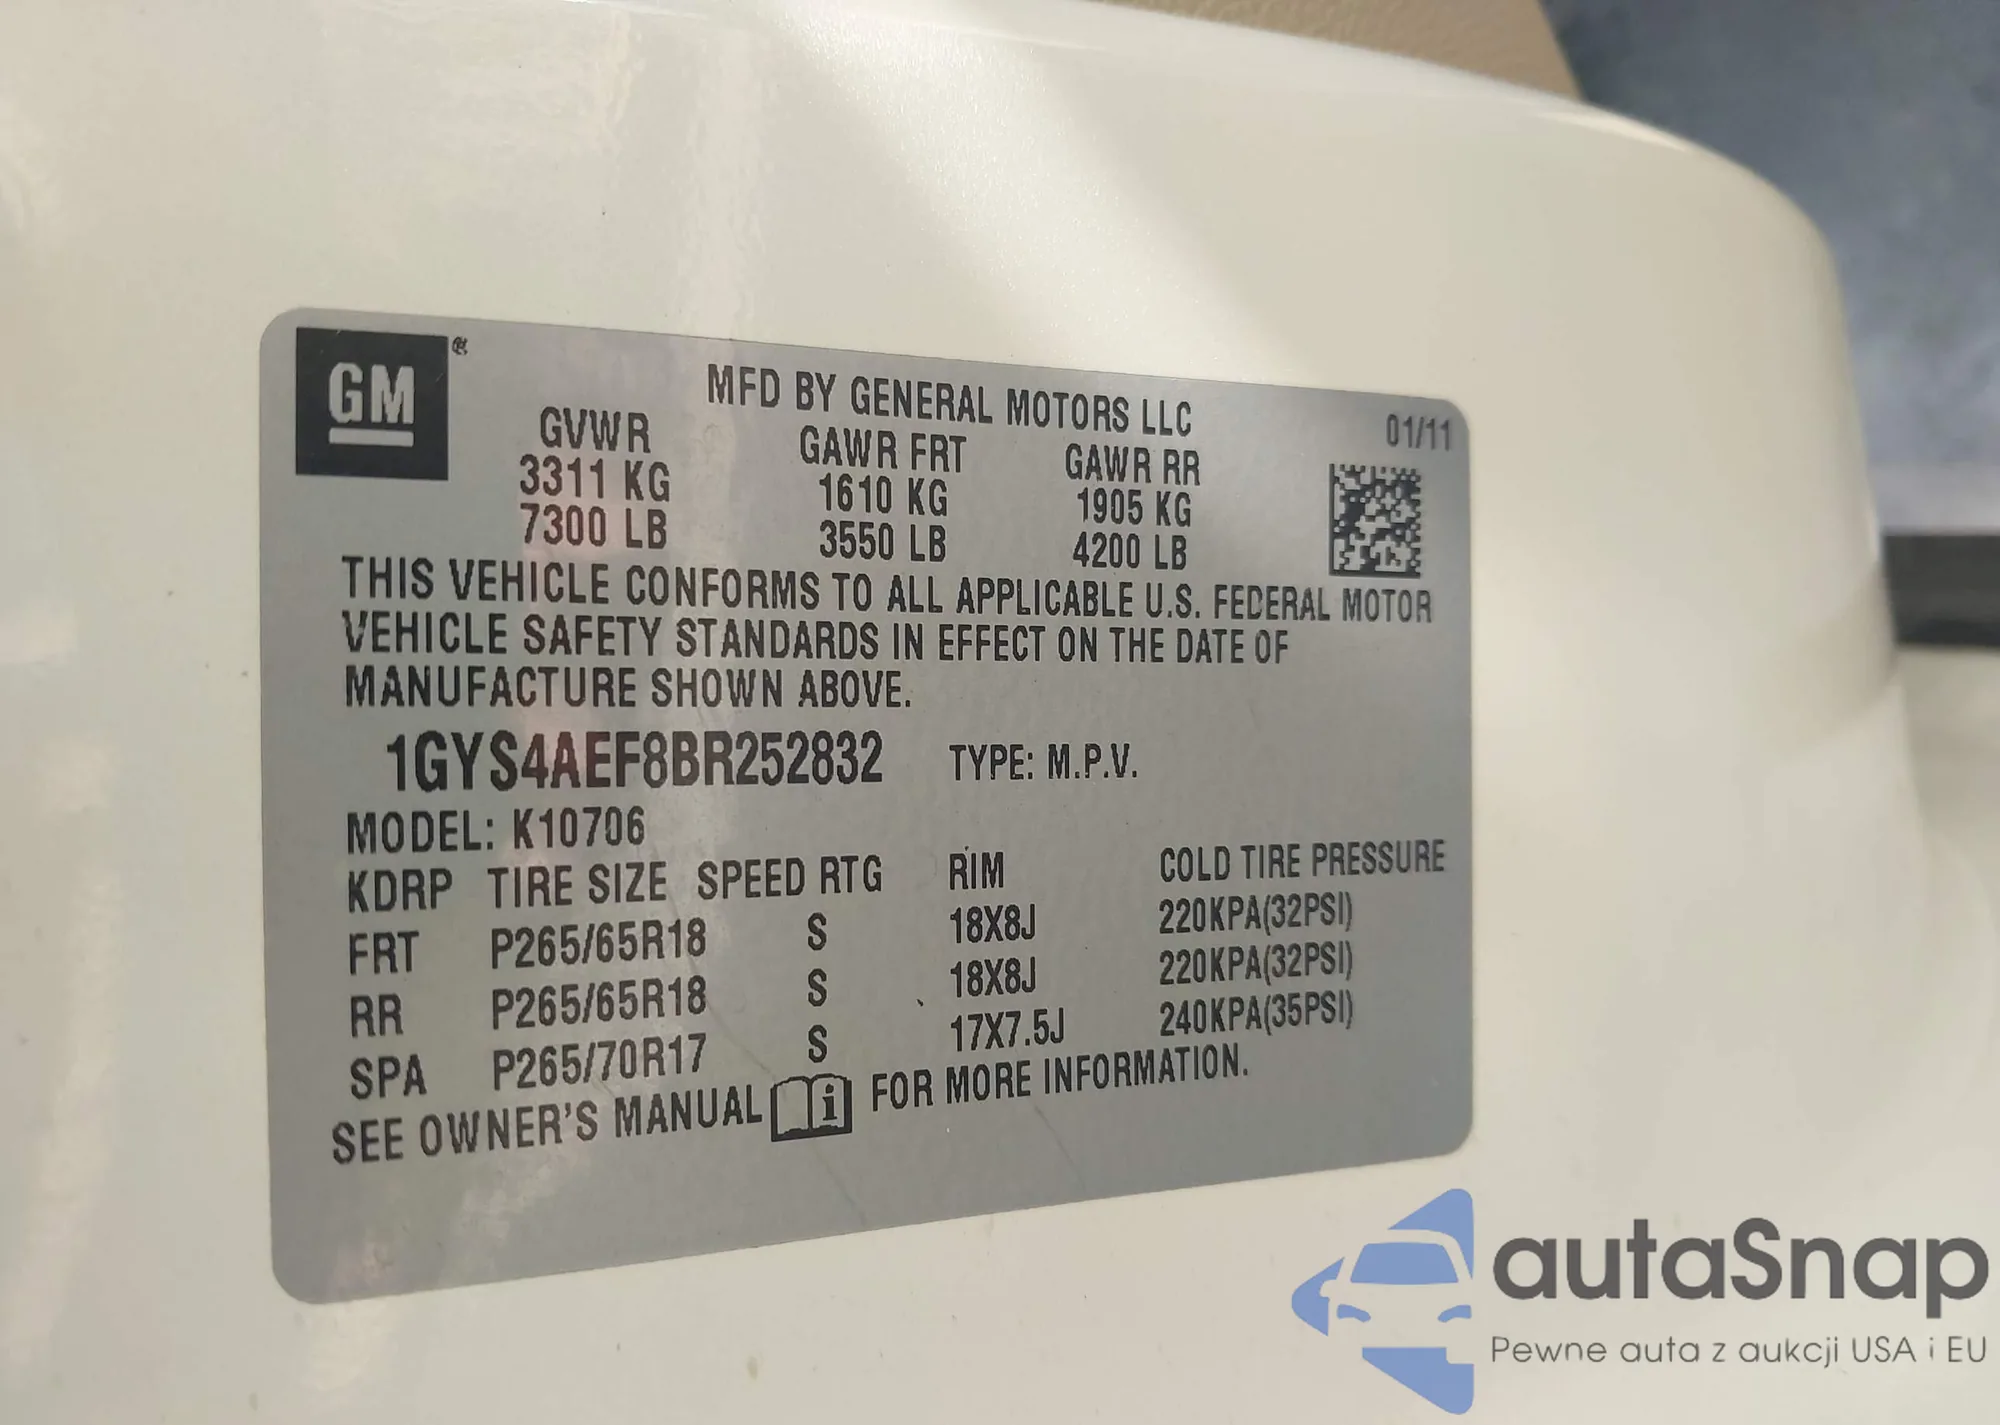 GM
MFD BY GENERAL MOTORS LLC 01/11
GVWR GAWR FRT GAWR RR
3311 KG 1610 KG 1905 KG
7300 LB 3550 LB 4200 LB
THIS VEHICLE CONFORMS TO ALL APPLICABLE U.S. FEDERAL MOTOR
VEHICLE SAFETY STANDARDS IN EFFECT ON THE DATE OF
MANUFACTURE SHOWN ABOVE.
1GYS4AEF8BR252832 TYPE: M.P.V.
MODEL: K10706
KDRP TIRE SIZE SPEED RTG RIM COLD TIRE PRESSURE
FRT P265/65R18 S 18X8J 220KPA(32PSI)
RR P265/65R18 S 18X8J 220KPA(32PSI)
SPA P265/70R17 S 17X7.5J 240KPA(35PSI)
SEE OWNER'S MANUAL i FOR MORE INFORMATION.
autaSnap
Pewne auta z aukcji USA i EU